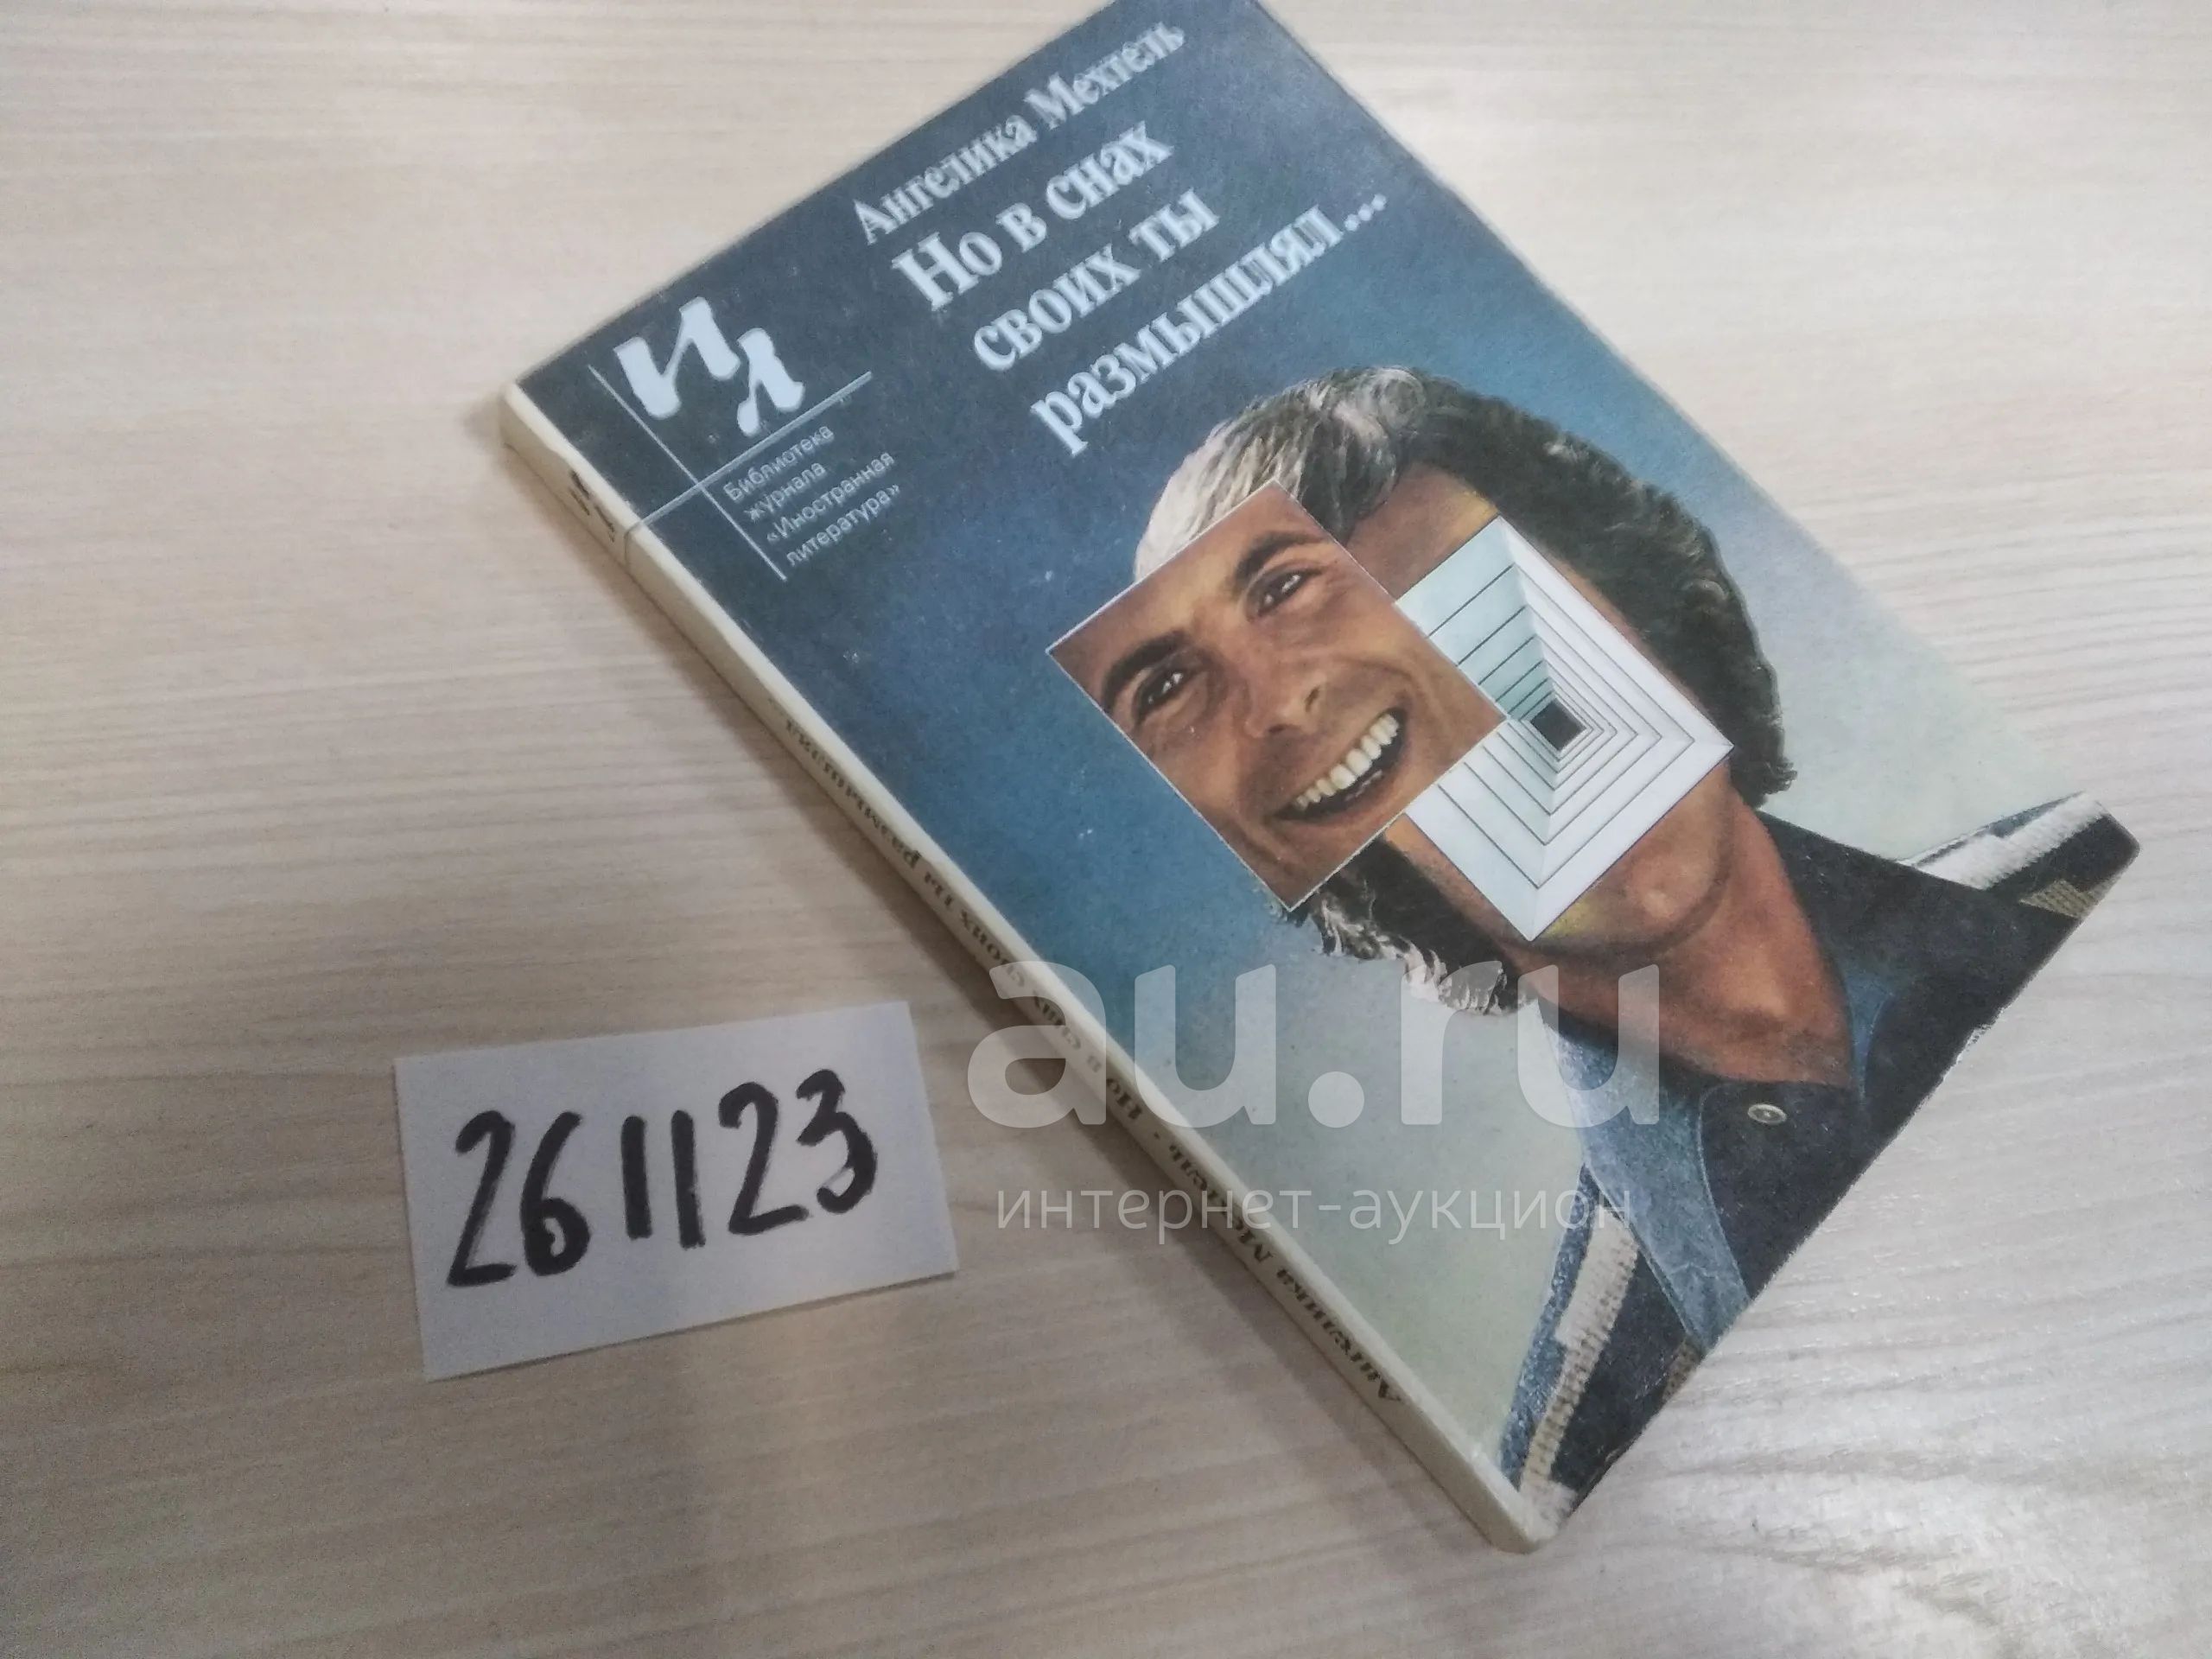 Ангелика Мехтель
Но в снах
своих ты
размышлял...
ИЛ
Библиотека
журнала
«Иностранная
литература»
Ангелика Мехтель · Но в снах своих ты размышлял...
261123
au.ru
интернет-аукцион